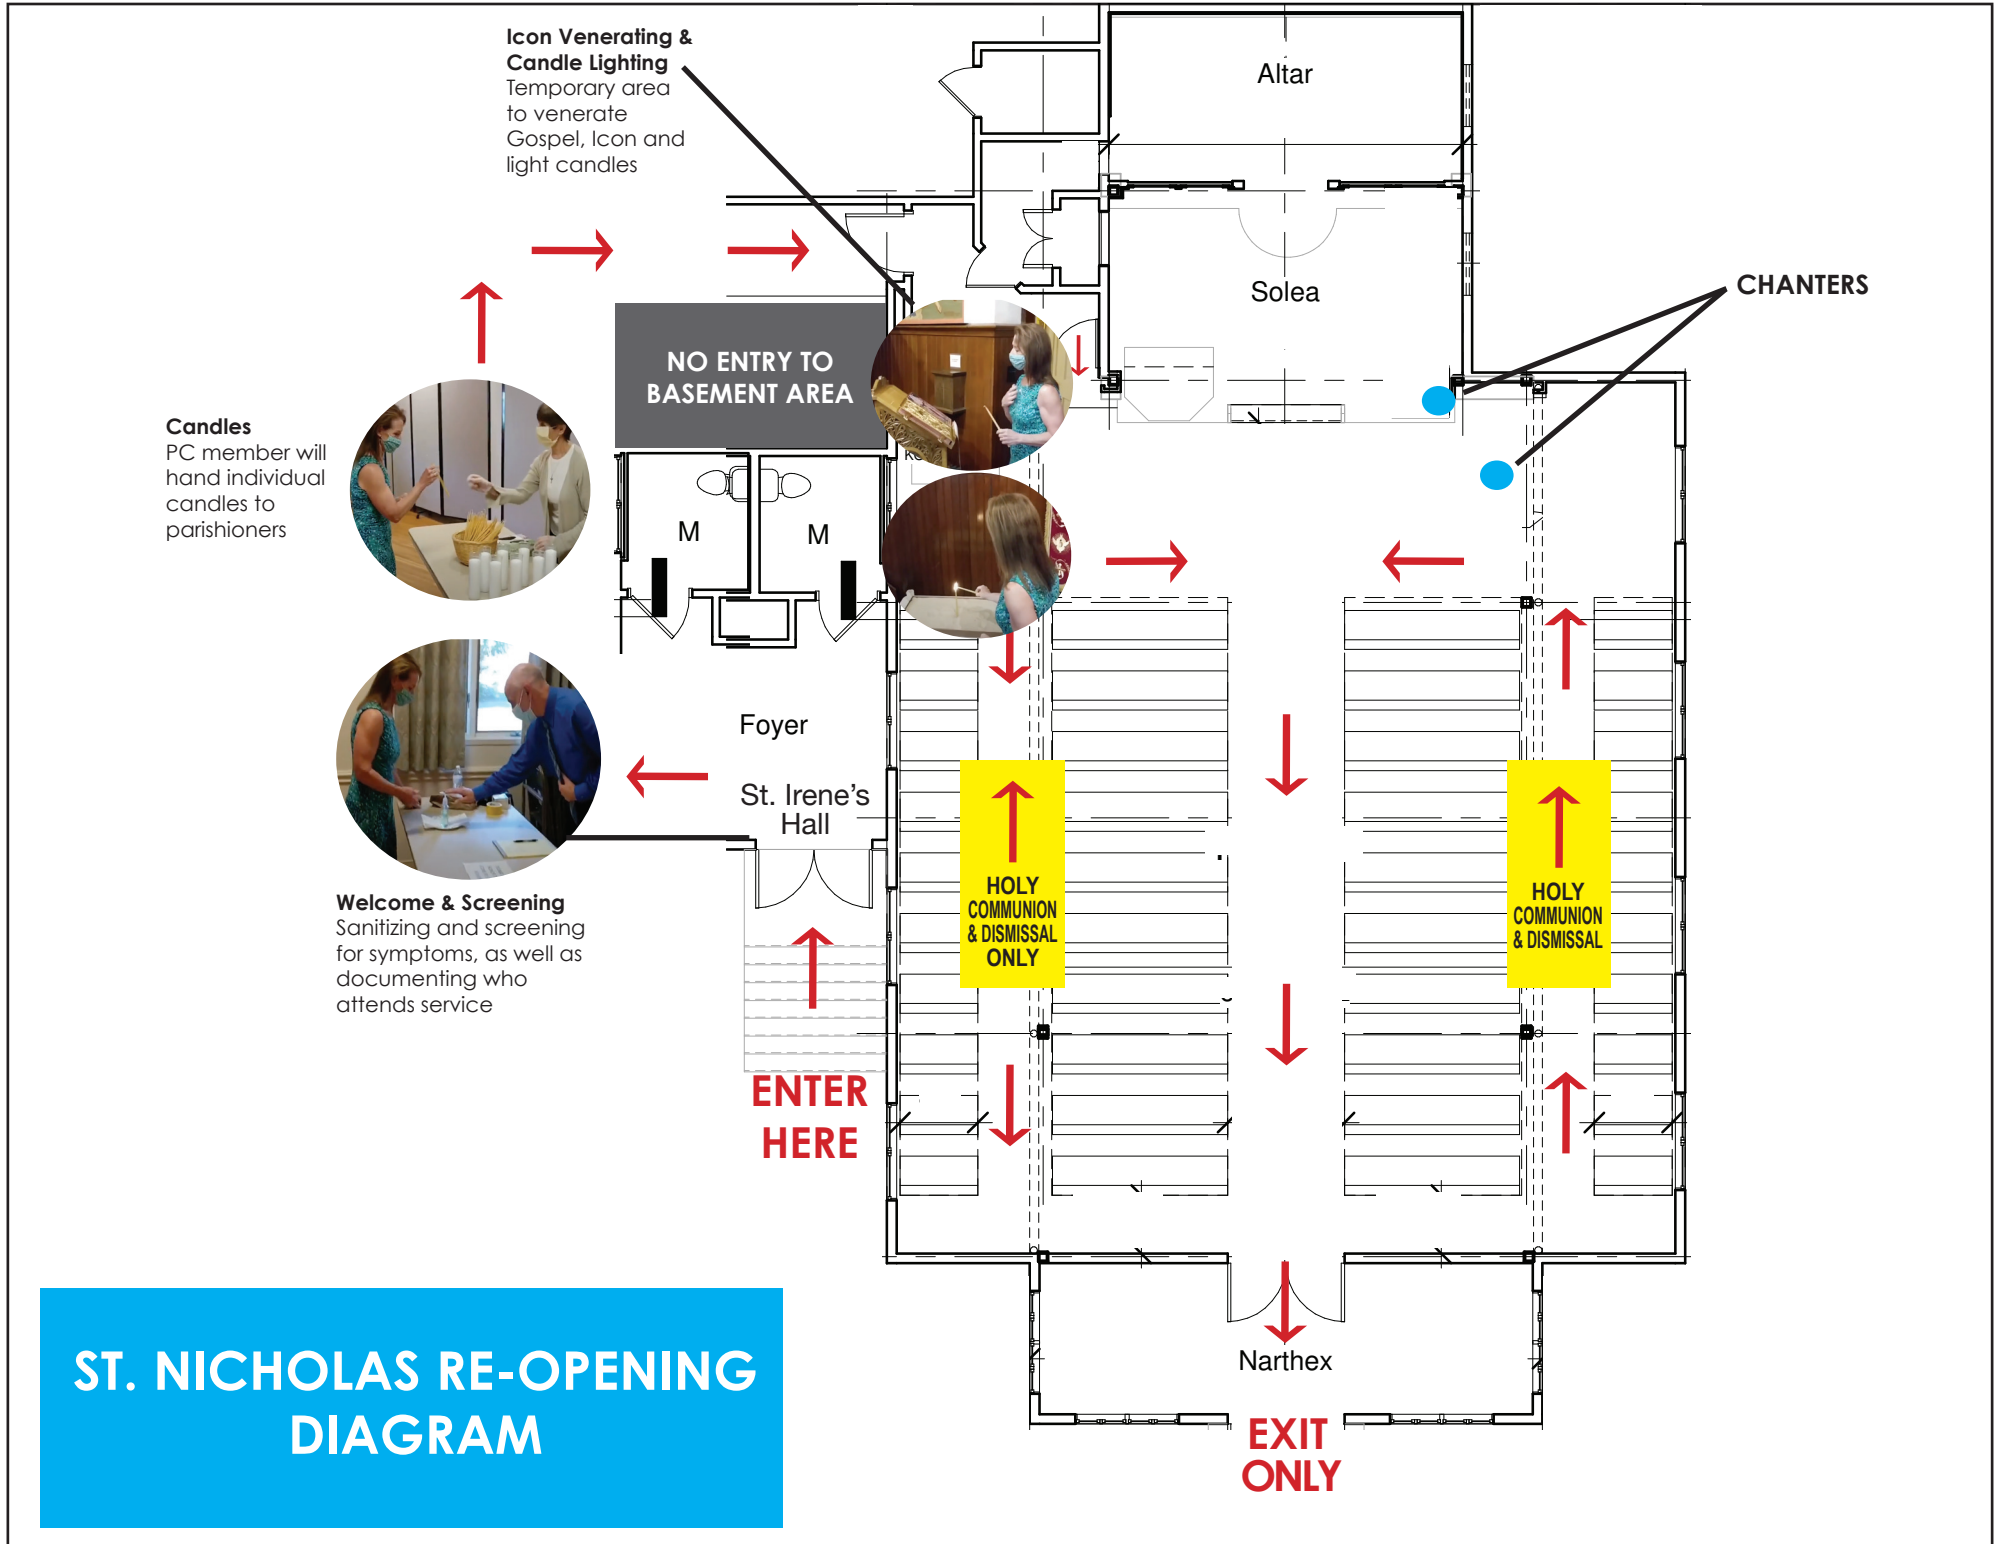 Icon Venerating &
Candle Lighting
Temporary area
to venerate
Gospel, Icon and
light candles
Altar
Solea
CHANTERS
NO ENTRY TO
BASEMENT AREA
Candles
PC member will
hand individual
candles to
parishioners
M
M
Foyer
St. Irene's
Hall
Welcome & Screening
Sanitizing and screening
for symptoms, as well as
documenting who
attends service
HOLY
COMMUNION
& DISMISSAL
ONLY
HOLY
COMMUNION
& DISMISSAL
ENTER
HERE
Narthex
EXIT
ONLY
ST. NICHOLAS RE-OPENING
DIAGRAM